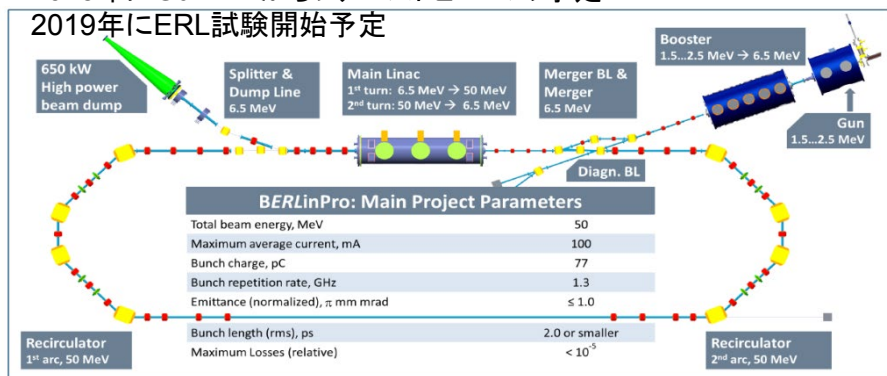 2019年にERL試験開始予定
650 kW
High power
beam dump
Splitter &
Dump Line
6.5 MeV
Main Linac
1st turn: 6.5 MeV → 50 MeV
2nd turn: 50 MeV → 6.5 MeV
Merger BL &
Merger
6.5 MeV
Booster
1.5...2.5 MeV → 6.5 MeV
Gun
1.5...2.5 MeV
Diagn. BL
BERLinPro: Main Project Parameters
Total beam energy, MeV 50
Maximum average current, mA 100
Bunch charge, pC 77
Bunch repetition rate, GHz 1.3
Emittance (normalized), π mm mrad ≤ 1.0
Bunch length (rms), ps 2.0 or smaller
Maximum Losses (relative) < 10⁻⁵
Recirculator
1st arc, 50 MeV
Recirculator
2nd arc, 50 MeV